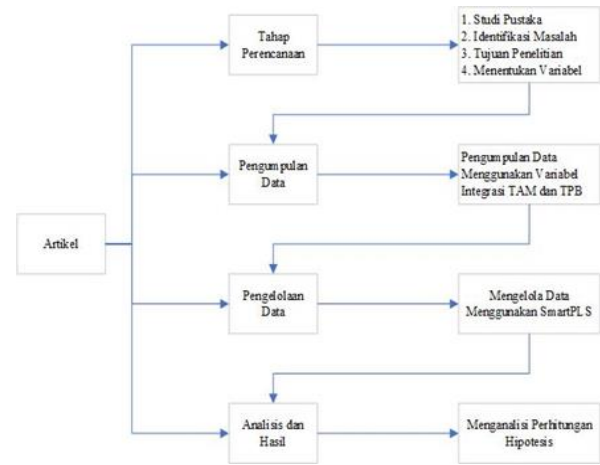 Tahap
Perencanaan
1. Studi Pustaka
2. Identifikasi Masalah
3. Tujuan Penelitian
4. Menentukan Variabel
Pengumpulan
Data
Pengumpulan Data
Menggunakan Variabel
Integrasi TAM dan TPB
Artikel
Pengelolaan
Data
Mengelola Data
Menggunakan SmartPLS
Analisis dan
Hasil
Menganalisi Perhitungan
Hipotesis